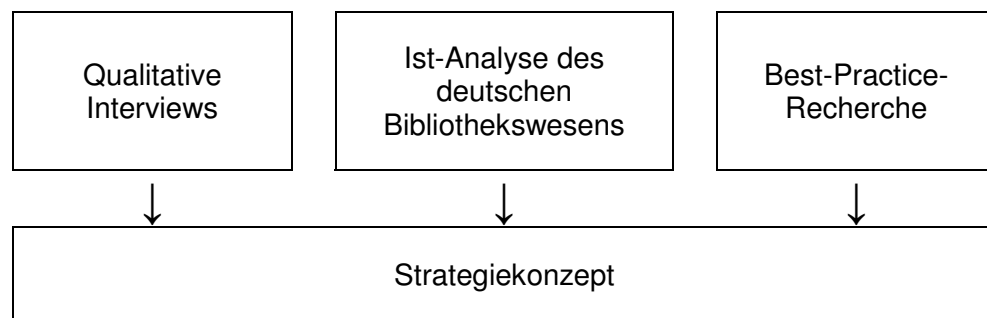 Qualitative
Interviews
Ist-Analyse des
deutschen
Bibliothekswesens
Best-Practice-
Recherche
Strategiekonzept